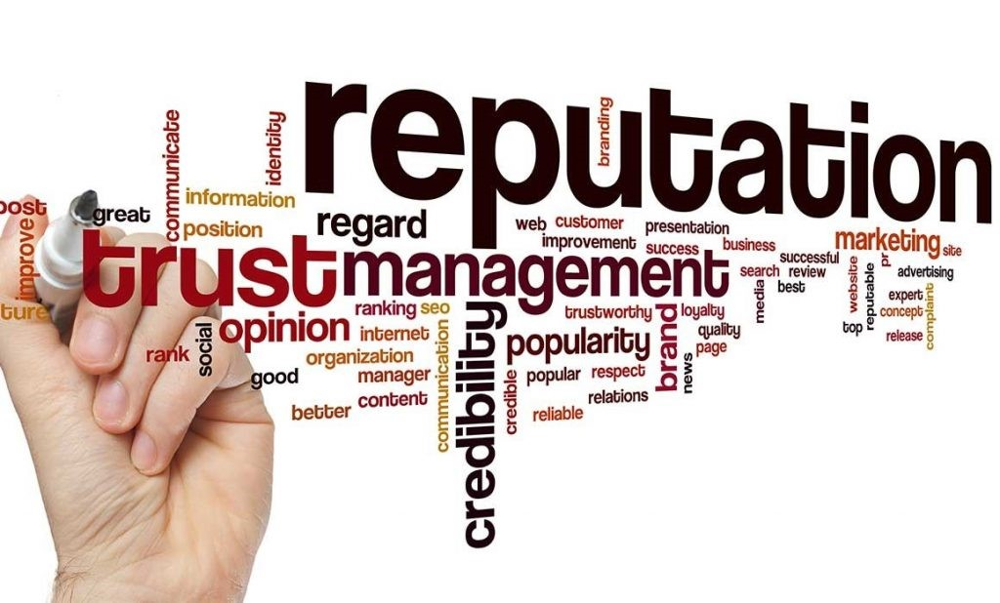 reputation
branding
communicate
identity
information
post
great
regard
position
improve
web
customer
presentation
improvement
success
business
marketing
site
trust
management
successful
search
review
media
best
website
reputable
pr
advertising
expert
concept
complaint
top
release
ture
ranking
seo
trustworthy
brand
loyalty
opinion
internet
communication
credibility
popularity
quality
page
news
rank
social
organization
good
manager
credible
popular
respect
better
content
relations
reliable